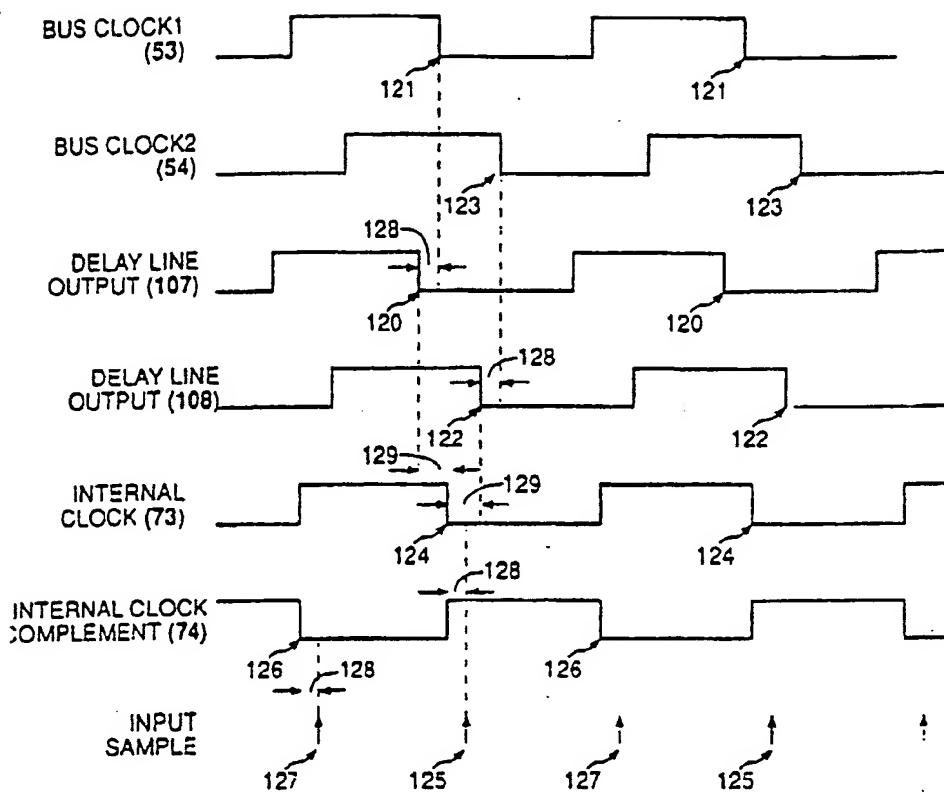 BUS CLOCK1
(53)
121
121
BUS CLOCK2
(54)
123
123
128
DELAY LINE
OUTPUT (107)
120
120
128
DELAY LINE
OUTPUT (108)
122
122
129
129
INTERNAL
CLOCK (73)
124
124
128
INTERNAL CLOCK
COMPLEMENT (74)
126
126
128
INPUT
SAMPLE
127
125
127
125